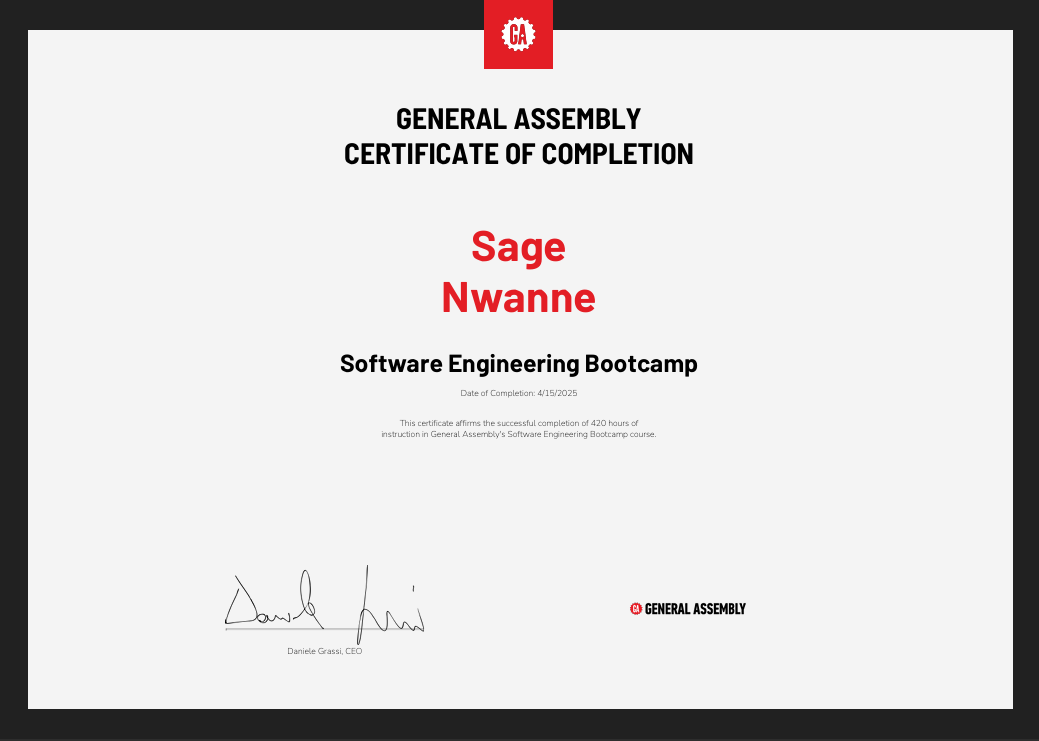 GA
GENERAL ASSEMBLY
CERTIFICATE OF COMPLETION
Sage
Nwanne
Software Engineering Bootcamp
Date of Completion: 4/15/2025
This certificate affirms the successful completion of 420 hours of
instruction in General Assembly's Software Engineering Bootcamp course.
Daniele Grassi, CEO
GA GENERAL ASSEMBLY